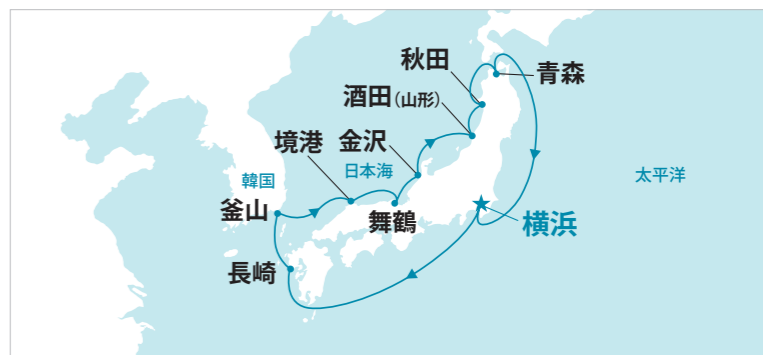 秋田
青森
酒田（山形）
境港
金沢
日本海
韓国
太平洋
釜山
舞鶴
横浜
長崎